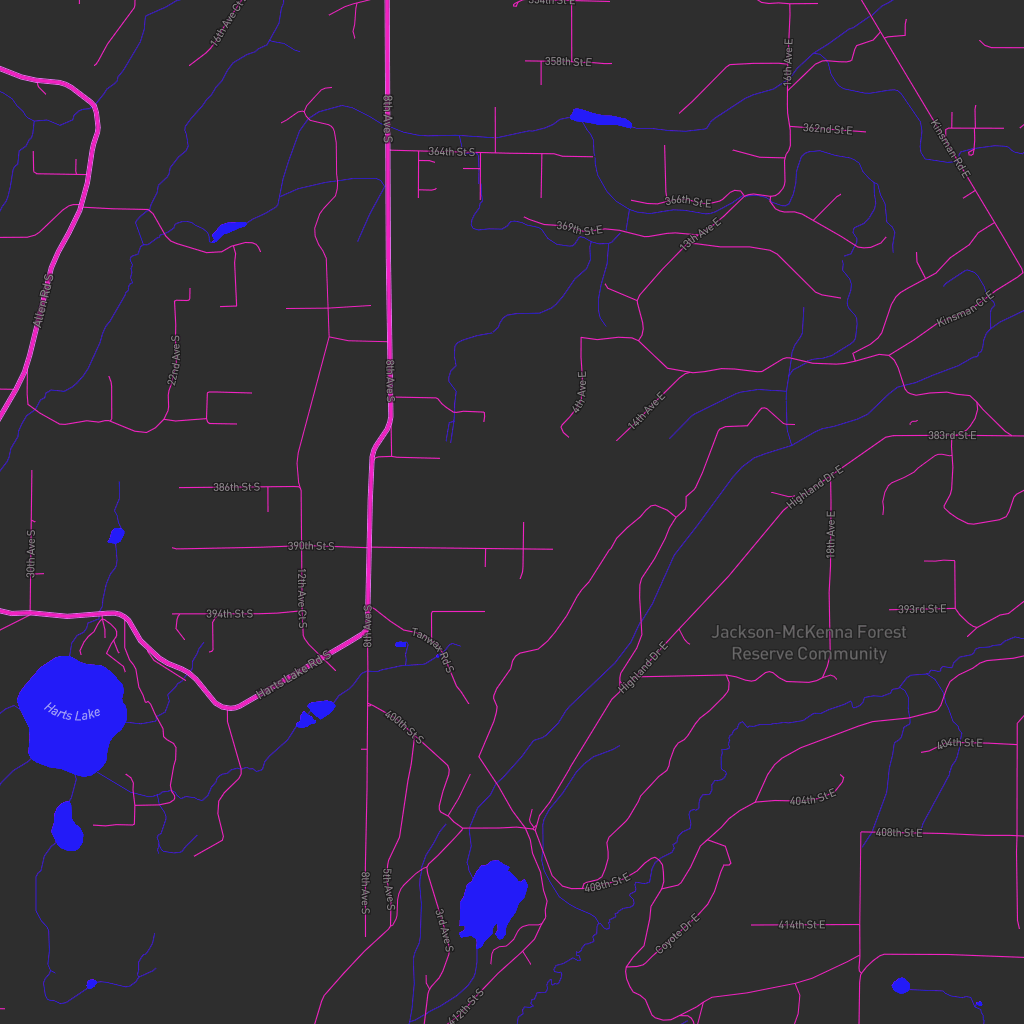 354th St E
16th Ave Ct S
358th St E
16th Ave E
8th Ave S
362nd St E
Kinsman Rd E
364th St S
366th St E
369th St E
13th Ave E
Allen Rd S
Kinsman Ct E
22nd Ave S
8th Ave S
4th Ave E
14th Ave E
383rd St E
386th St S
Highland Dr E
18th Ave E
30th Ave S
390th St S
12th Ave Ct S
394th St S
8th Ave S
393rd St E
Tanwax Rd S
Jackson-McKenna Forest
Reserve Community
Harts Lake Rd S
Highland Dr E
Harts Lake
400th St S
404th St E
404th St E
408th St E
8th Ave S
5th Ave S
408th St E
3rd Ave S
414th St E
Coyote Dr E
412th St S